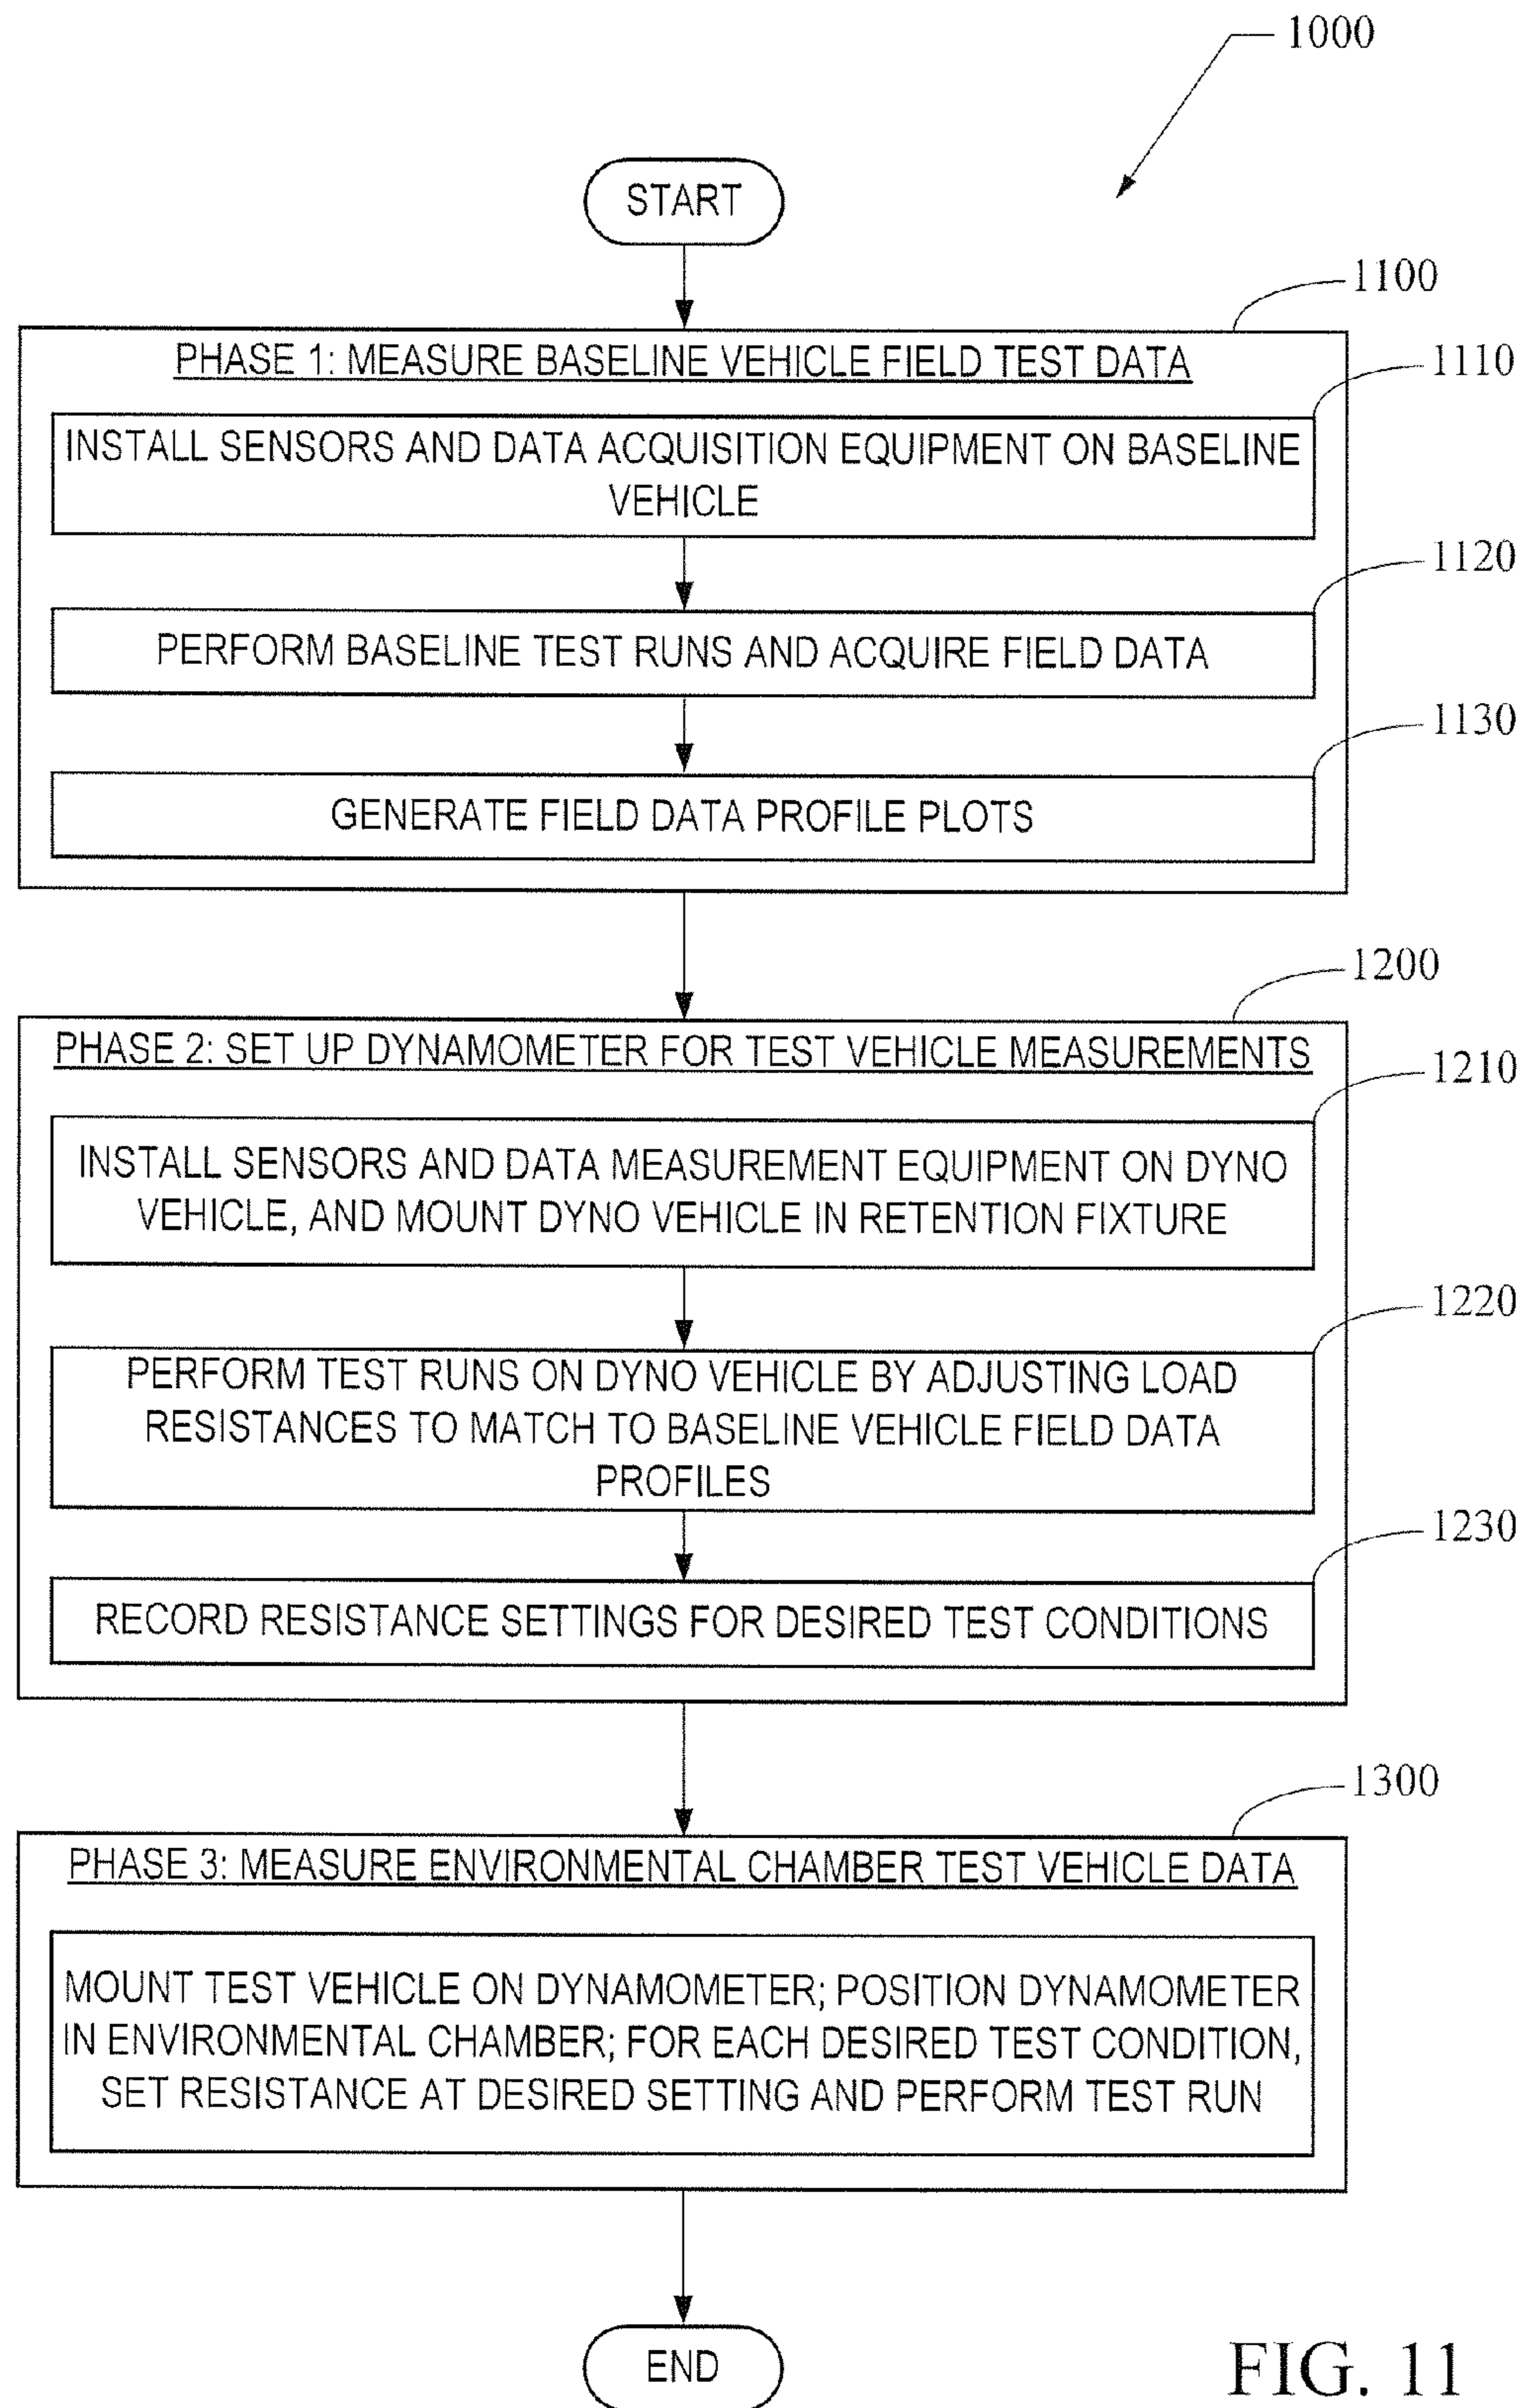 1000
START
1100
PHASE 1: MEASURE BASELINE VEHICLE FIELD TEST DATA
1110
INSTALL SENSORS AND DATA ACQUISITION EQUIPMENT ON BASELINE
VEHICLE
1120
PERFORM BASELINE TEST RUNS AND ACQUIRE FIELD DATA
1130
GENERATE FIELD DATA PROFILE PLOTS
1200
PHASE 2: SET UP DYNAMOMETER FOR TEST VEHICLE MEASUREMENTS
1210
INSTALL SENSORS AND DATA MEASUREMENT EQUIPMENT ON DYNO
VEHICLE, AND MOUNT DYNO VEHICLE IN RETENTION FIXTURE
1220
PERFORM TEST RUNS ON DYNO VEHICLE BY ADJUSTING LOAD
RESISTANCES TO MATCH TO BASELINE VEHICLE FIELD DATA
PROFILES
1230
RECORD RESISTANCE SETTINGS FOR DESIRED TEST CONDITIONS
1300
PHASE 3: MEASURE ENVIRONMENTAL CHAMBER TEST VEHICLE DATA
MOUNT TEST VEHICLE ON DYNAMOMETER; POSITION DYNAMOMETER
IN ENVIRONMENTAL CHAMBER; FOR EACH DESIRED TEST CONDITION,
SET RESISTANCE AT DESIRED SETTING AND PERFORM TEST RUN
END
FIG. 11